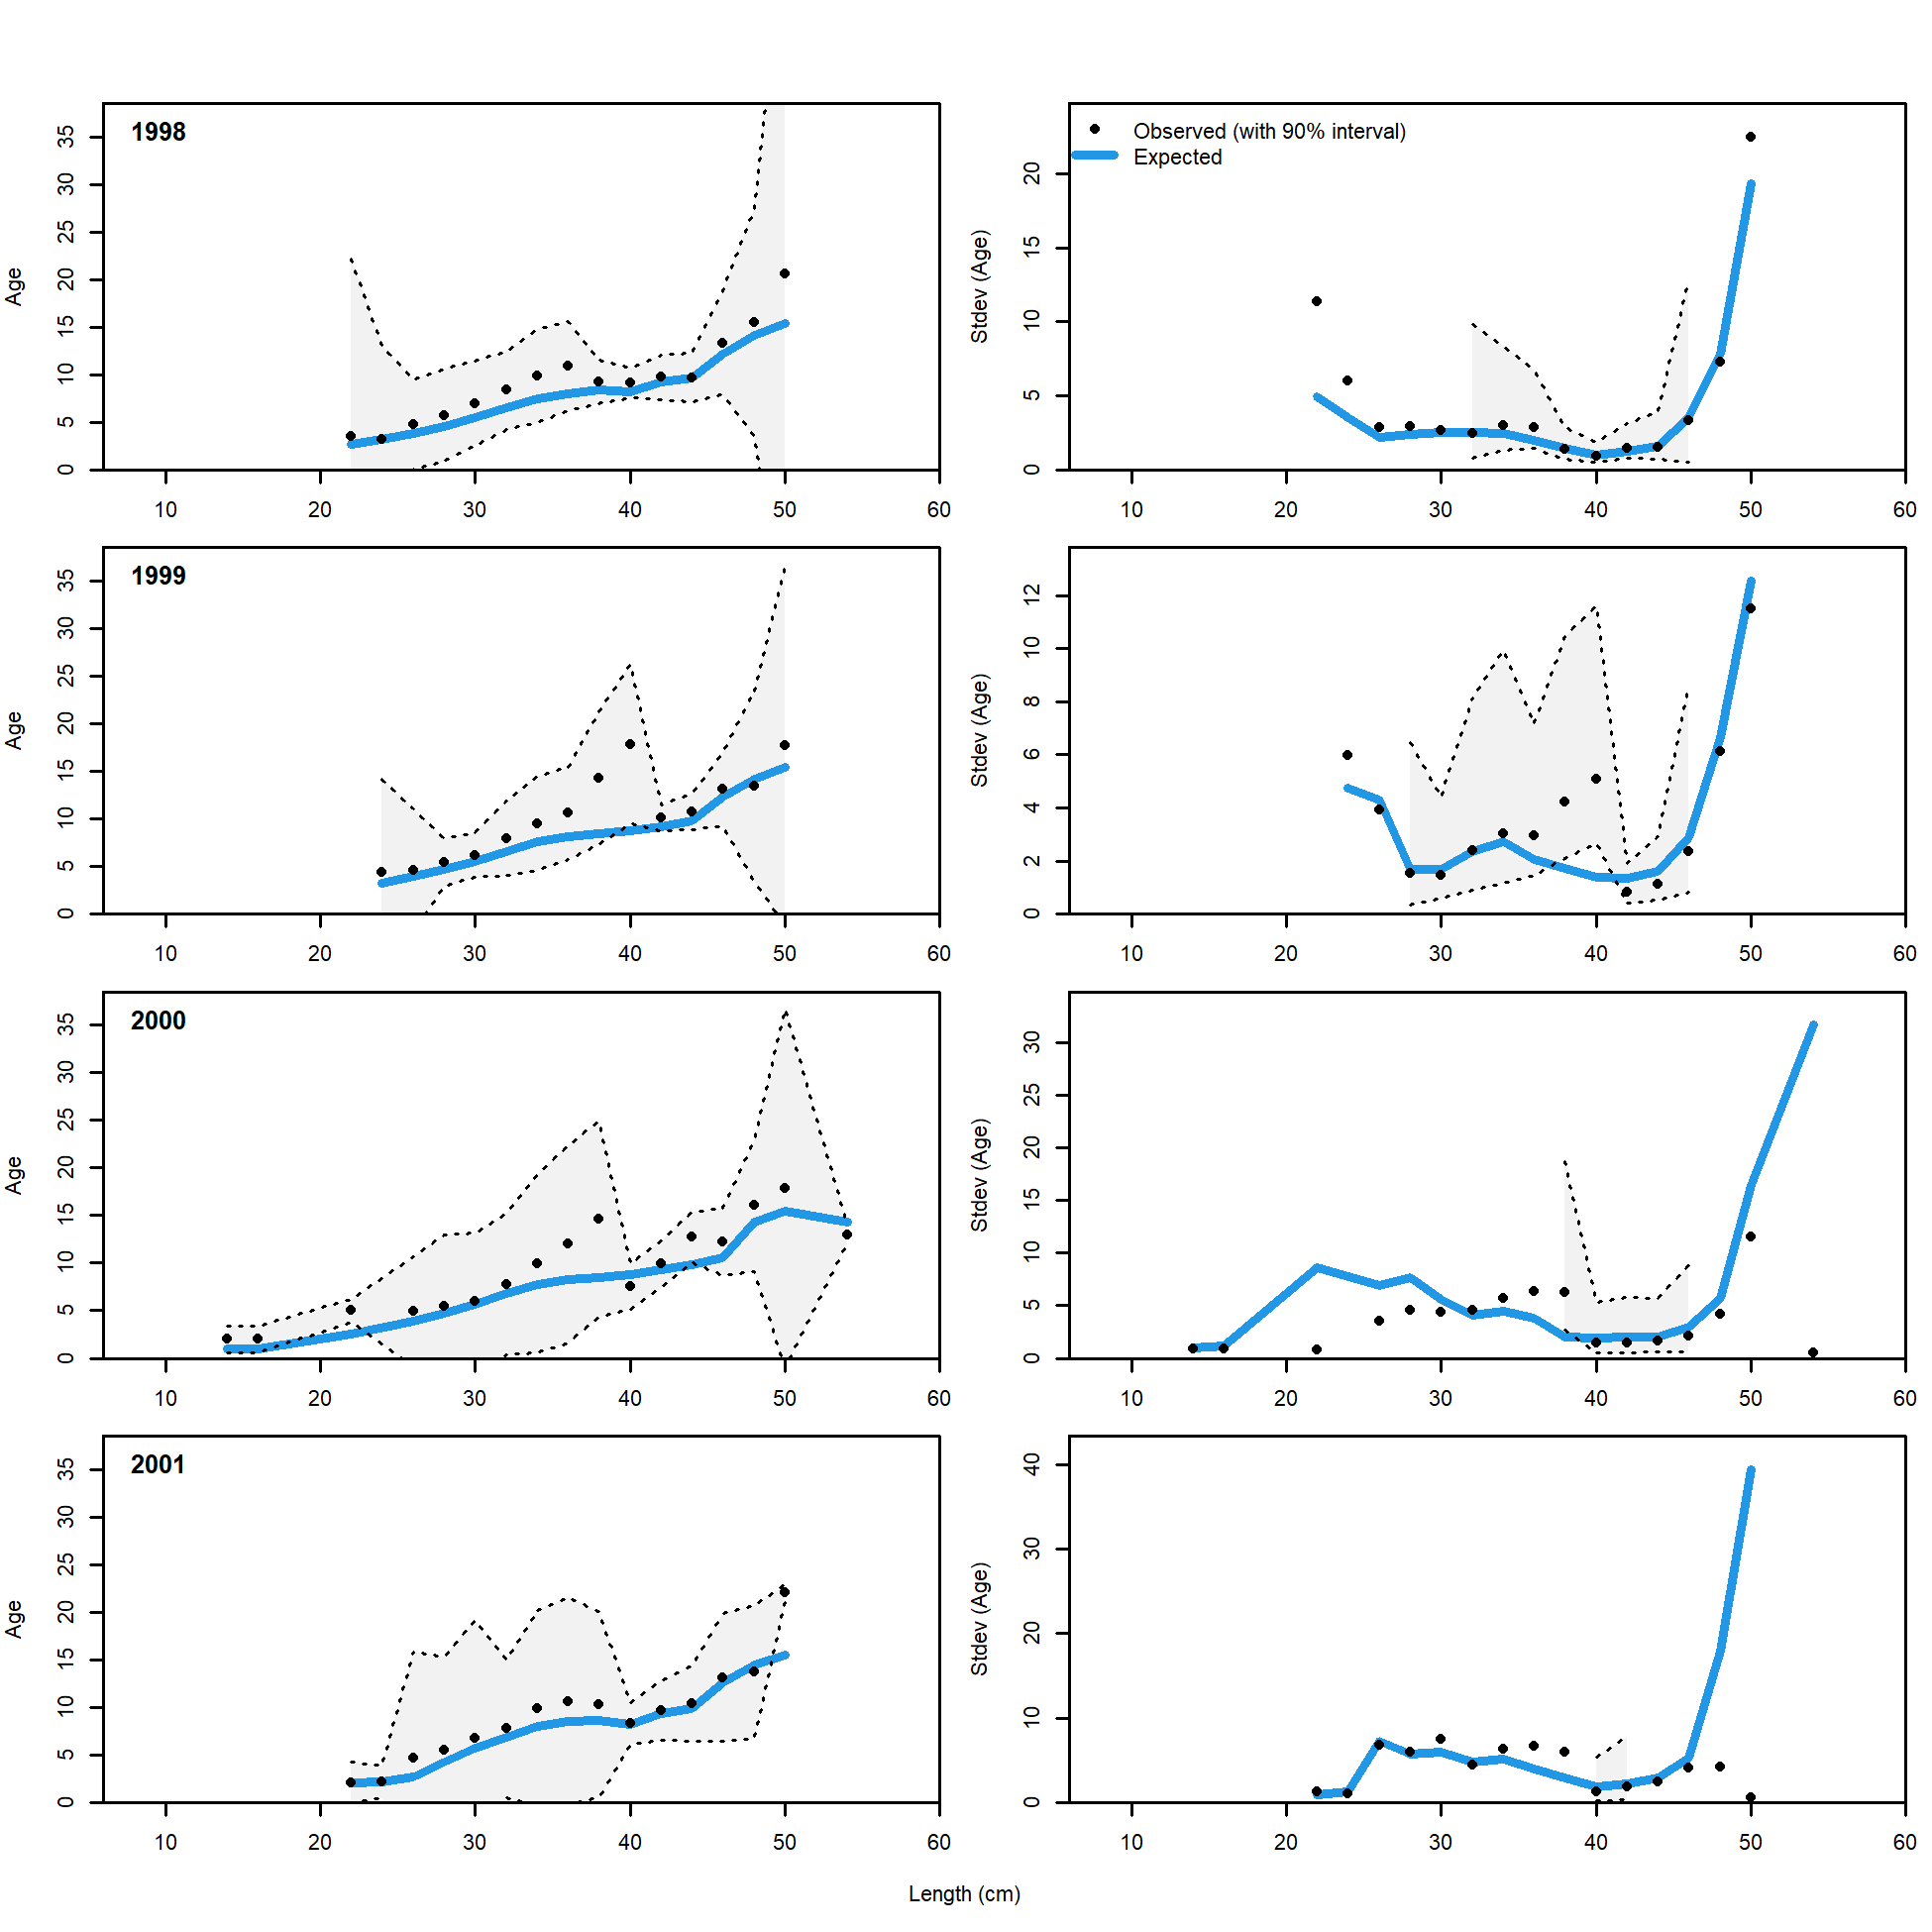 1998
Age
0 5 10 15 20 25 30 35
10 20 30 40 50 60
Observed (with 90% interval)
Expected
Stdev (Age)
0 5 10 15 20
10 20 30 40 50 60
1999
Age
0 5 10 15 20 25 30 35
10 20 30 40 50 60
Stdev (Age)
0 2 4 6 8 10 12
10 20 30 40 50 60
2000
Age
0 5 10 15 20 25 30 35
10 20 30 40 50 60
Stdev (Age)
0 5 10 15 20 25 30
10 20 30 40 50 60
2001
Age
0 5 10 15 20 25 30 35
10 20 30 40 50 60
Stdev (Age)
0 10 20 30 40
10 20 30 40 50 60
Length (cm)